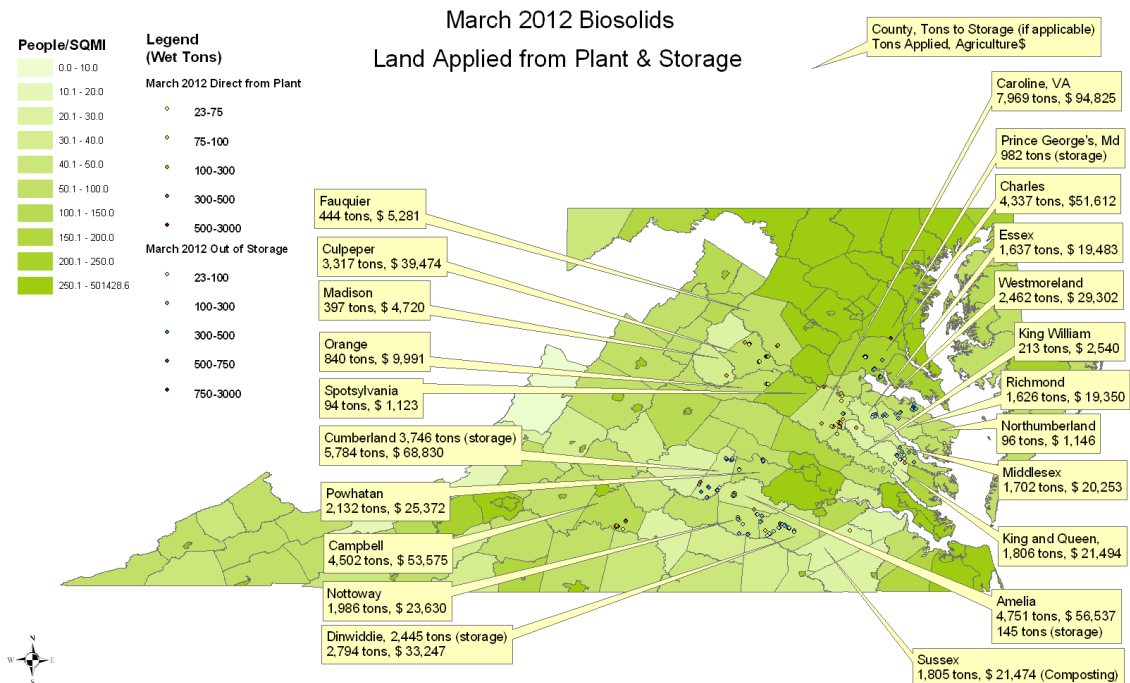 March 2012 Biosolids
Land Applied from Plant & Storage
People/SQMI
0.0 - 10.0
10.1 - 20.0
20.1 - 30.0
30.1 - 40.0
40.1 - 50.0
50.1 - 100.0
100.1 - 150.0
150.1 - 200.0
200.1 - 250.0
250.1 - 501428.6
Legend
(Wet Tons)
March 2012 Direct from Plant
23-75
75-100
100-300
300-500
500-3000
March 2012 Out of Storage
23-100
100-300
300-500
500-750
750-3000
County, Tons to Storage (if applicable)
Tons Applied, Agriculture$
Fauquier
444 tons, $ 5,281
Culpeper
3,317 tons, $ 39,474
Madison
397 tons, $ 4,720
Orange
840 tons, $ 9,991
Spotsylvania
94 tons, $ 1,123
Cumberland 3,746 tons (storage)
5,784 tons, $ 68,830
Powhatan
2,132 tons, $ 25,372
Campbell
4,502 tons, $ 53,575
Nottoway
1,986 tons, $ 23,630
Dinwiddie, 2,445 tons (storage)
2,794 tons, $ 33,247
Caroline, VA
7,969 tons, $ 94,825
Prince George's, Md
982 tons (storage)
Charles
4,337 tons, $51,612
Essex
1,637 tons, $ 19,483
Westmoreland
2,462 tons, $ 29,302
King William
213 tons, $ 2,540
Richmond
1,626 tons, $ 19,350
Northumberland
96 tons, $ 1,146
Middlesex
1,702 tons, $ 20,253
King and Queen,
1,806 tons, $ 21,494
Amelia
4,751 tons, $ 56,537
145 tons (storage)
Sussex
1,805 tons, $ 21,474 (Composting)
N
W E
S